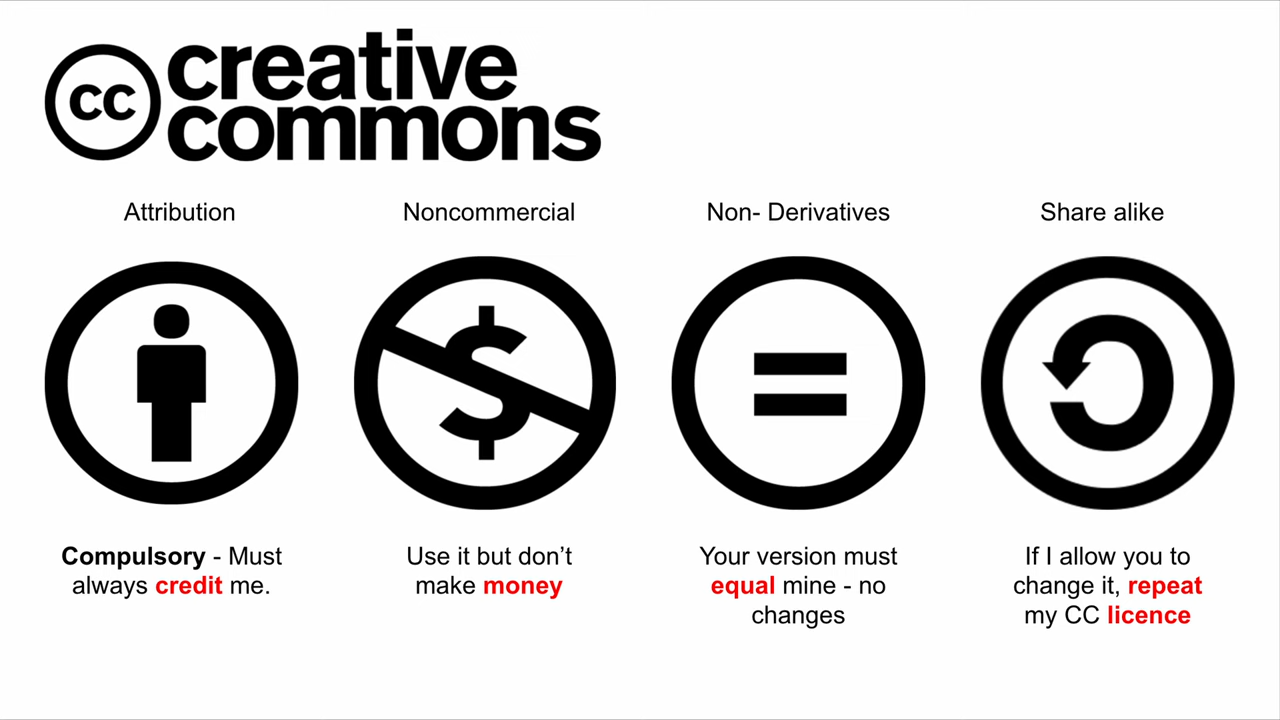 cc creative
commons
Attribution
Noncommercial
Non- Derivatives
Share alike
$
=
Compulsory - Must
always credit me.
Use it but don’t
make money
Your version must
equal mine - no
changes
If I allow you to
change it, repeat
my CC licence